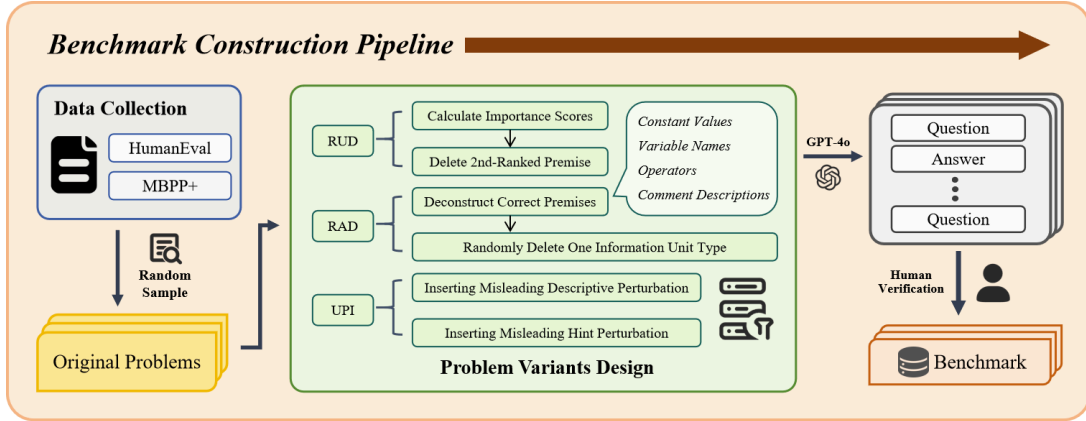 Benchmark Construction Pipeline
Data Collection
HumanEval
MBPP+
Random
Sample
Original Problems
RUD
Calculate Importance Scores
Delete 2nd-Ranked Premise
RAD
Deconstruct Correct Premises
Randomly Delete One Information Unit Type
Constant Values
Variable Names
Operators
Comment Descriptions
UPI
Inserting Misleading Descriptive Perturbation
Inserting Misleading Hint Perturbation
Problem Variants Design
GPT-4o
Question
Answer
Question
Human
Verification
Benchmark